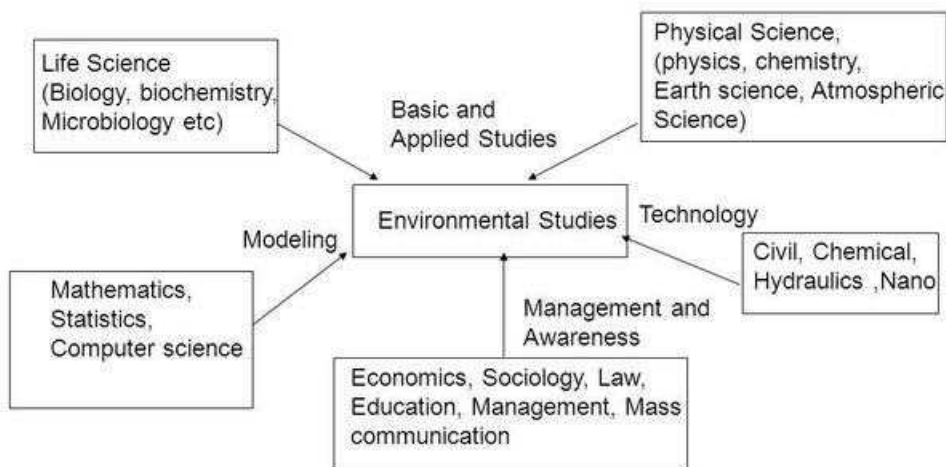 Life Science
(Biology, biochemistry,
Microbiology etc)
Basic and
Applied Studies
Physical Science,
(physics, chemistry,
Earth science, Atmospheric
Science)
Environmental Studies
Technology
Modeling
Civil, Chemical,
Hydraulics ,Nano
Mathematics,
Statistics,
Computer science
Management and
Awareness
Economics, Sociology, Law,
Education, Management, Mass
communication